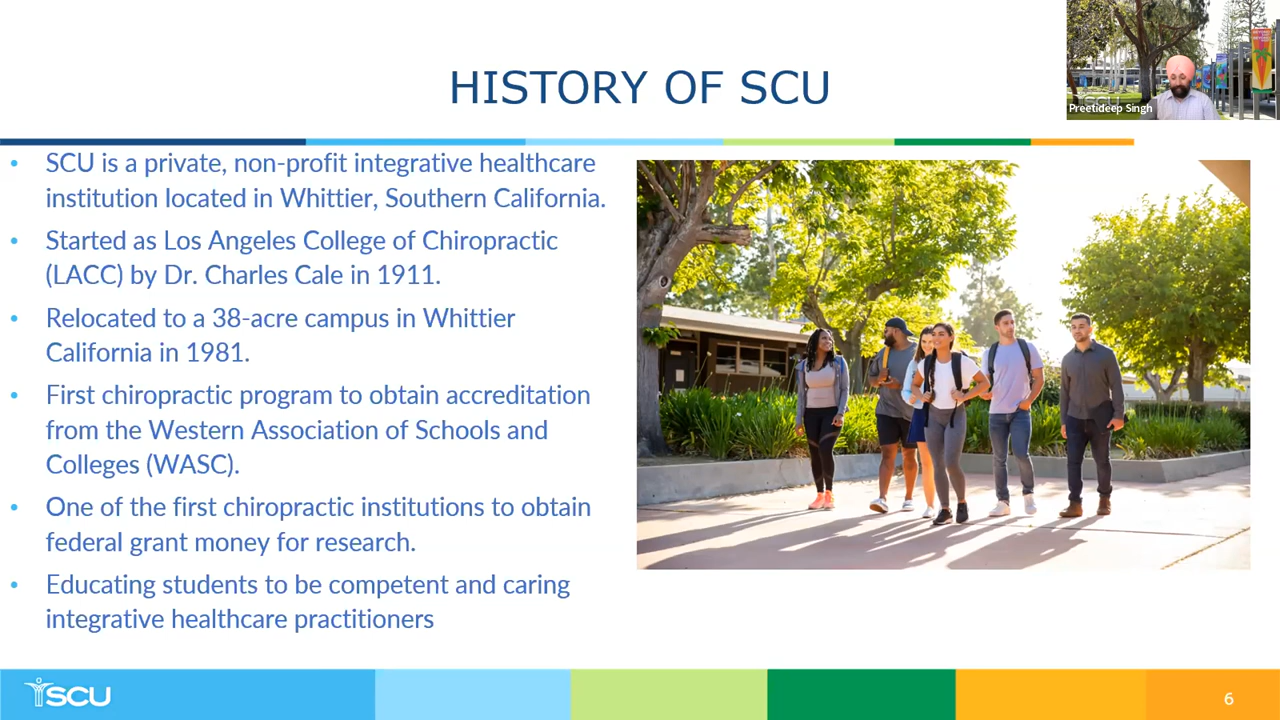 HISTORY OF SCU
Preetideep Singh
• SCU is a private, non-profit integrative healthcare
institution located in Whittier, Southern California.
• Started as Los Angeles College of Chiropractic
(LACC) by Dr. Charles Cale in 1911.
• Relocated to a 38-acre campus in Whittier
California in 1981.
• First chiropractic program to obtain accreditation
from the Western Association of Schools and
Colleges (WASC).
• One of the first chiropractic institutions to obtain
federal grant money for research.
• Educating students to be competent and caring
integrative healthcare practitioners
SCU
6